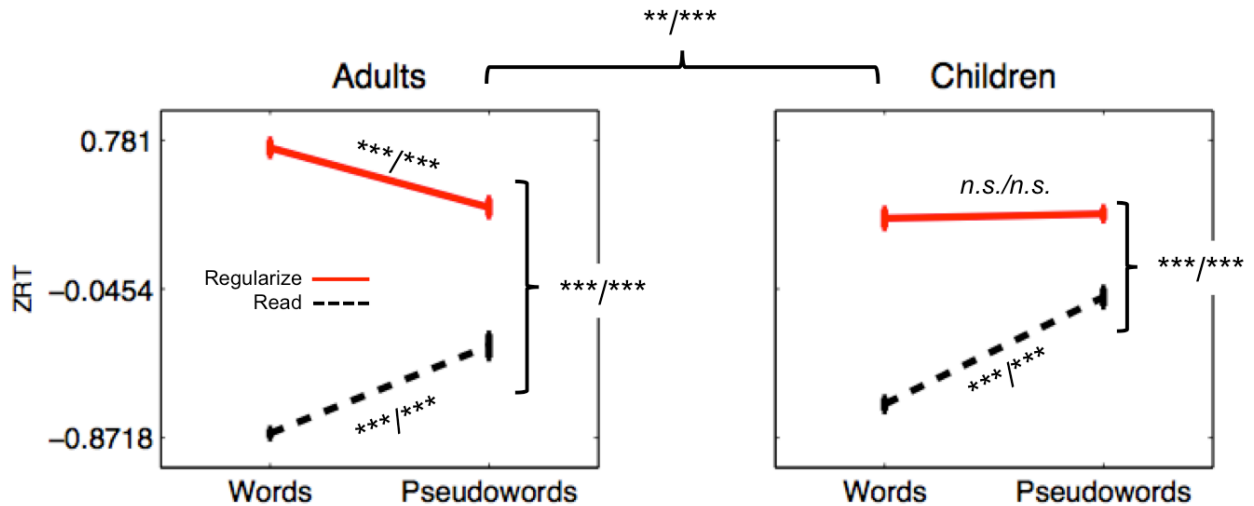 **/***
Adults
Children
0.781
***/***
n.s./n.s.
ZRT
Regularize
Read
−0.0454
***/***
***/***
***/***
***/***
−0.8718
Words
Pseudowords
Words
Pseudowords